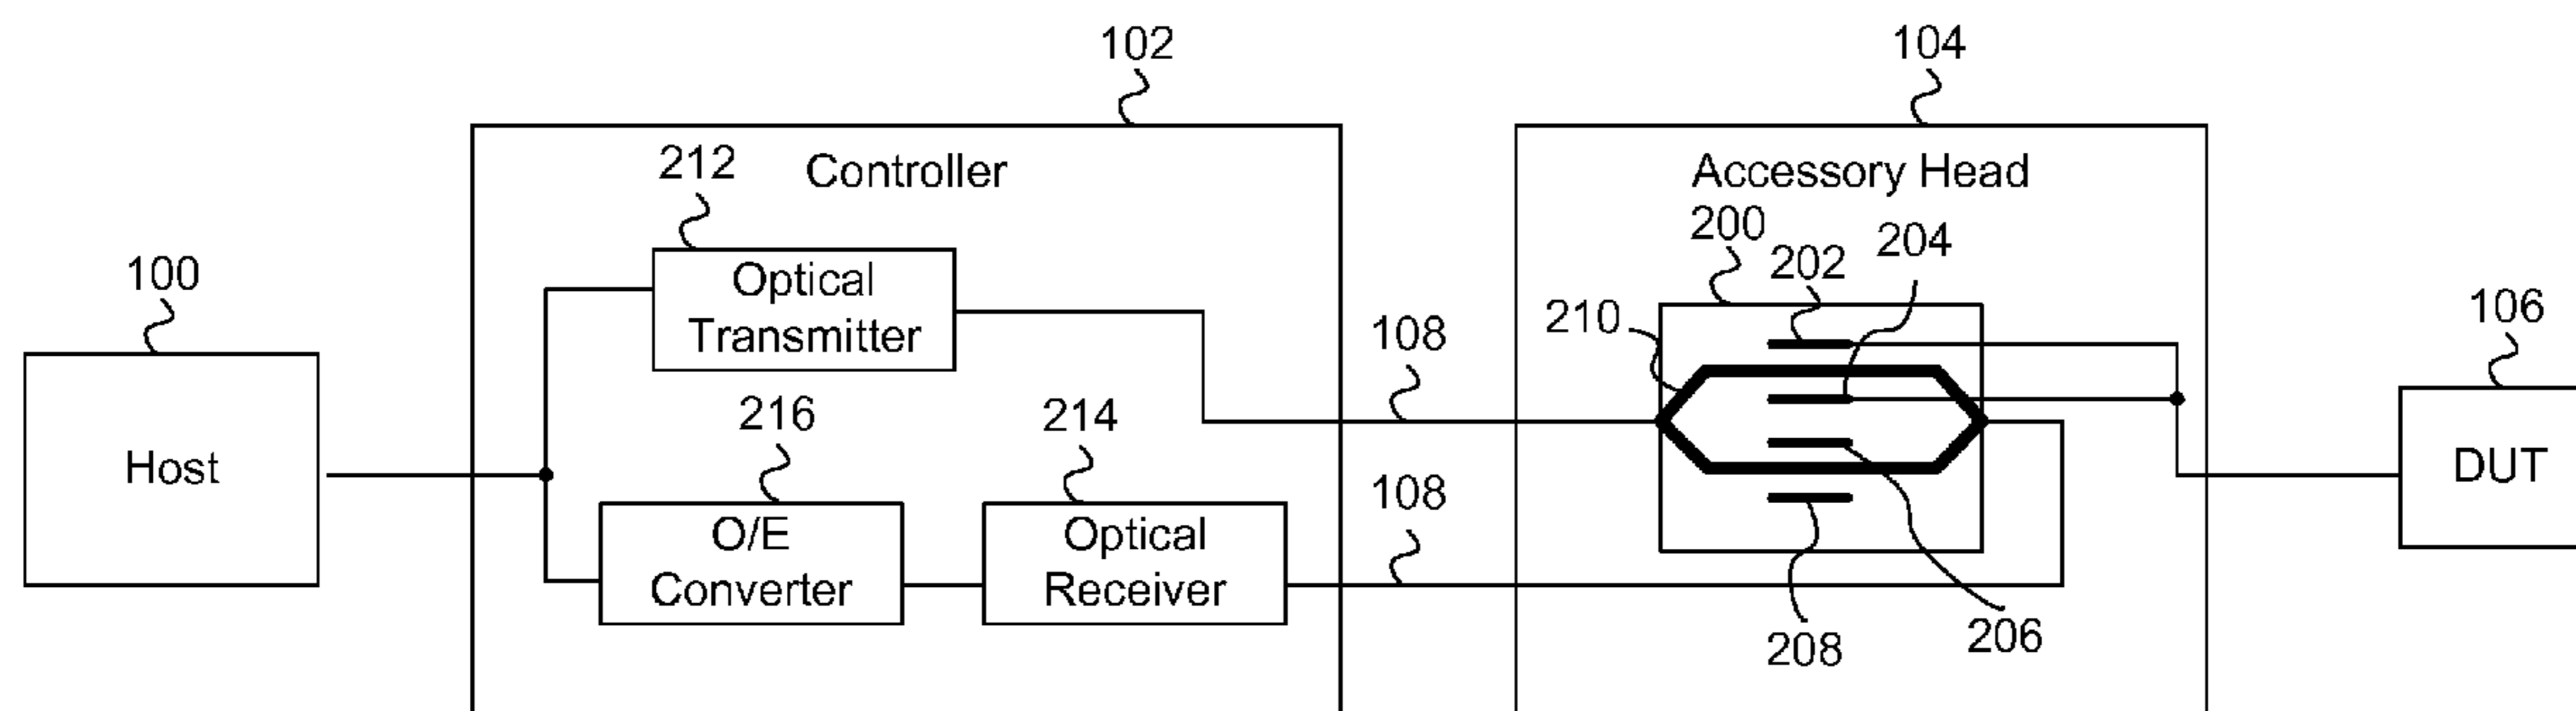 102
104
212
Controller
Accessory Head
200
204
202
100
Optical
Transmitter
210
108
106
216
214
Host
108
DUT
O/E
Converter
Optical
Receiver
208
206